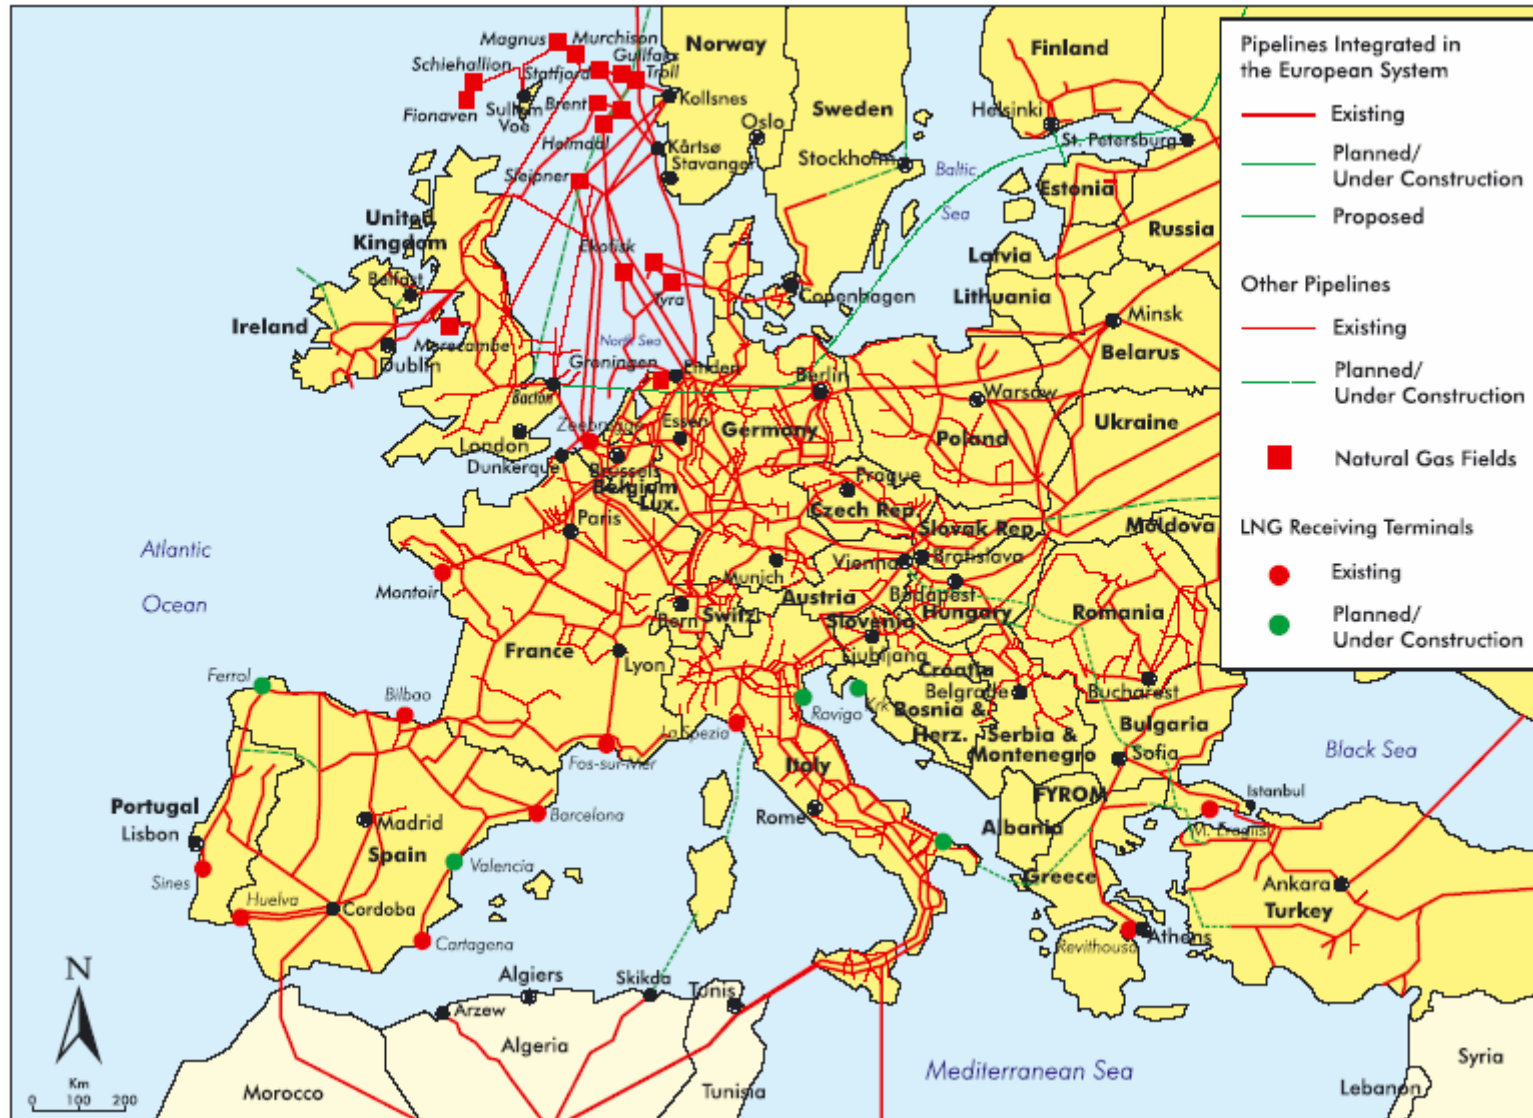 Magnus
Murchison
Gullfaks
Schiehallion
Statfjord
Troll
Norway
Finland
Fionaven
Sullom
Voe
Brent
Kollsnes
Sweden
Helsinki
Heimdal
Oslo
St. Petersburg
Kårtsø
Stavanger
Stockholm
Baltic
Sea
Sleipner
Estonia
United
Kingdom
Ekofisk
Russia
Latvia
Belfast
Tyra
Copenhagen
Lithuania
Ireland
Morecambe
North Sea
Minsk
Dublin
Groningen
Emden
Belarus
Berlin
Bacton
Warsaw
Zeebrugge
Essen
Germany
Ukraine
London
Poland
Dunkerque
Brussels
Belgium
Lux.
Prague
Czech Rep.
Paris
Slovak Rep.
Moldova
Atlantic
Ocean
Montoir
Munich
Vienna
Bratislava
Budapest
Austria
Hungary
Romania
Bern
Switz.
Slovenia
France
Lyon
Ljubljana
Croatia
Ferrol
Bilbao
Belgrade
Bucharest
Rovigo
Krk
Bosnia &
Herz.
La Spezia
Bulgaria
Serbia &
Montenegro
Fos-sur-Mer
Italy
Sofia
Black Sea
Portugal
Lisbon
Madrid
Barcelona
Rome
FYROM
Istanbul
Albania
Spain
Valencia
Sines
Greece
Ankara
Turkey
Huelva
Cordoba
Cartagena
Revithousa
Athens
N
Algiers
Skikda
Tunis
Arzew
Algeria
Mediterranean Sea
Syria
Lebanon
Morocco
Tunisia
Km
0 100 200
Pipelines Integrated in
the European System
Existing
Planned/
Under Construction
Proposed
Other Pipelines
Existing
Planned/
Under Construction
Natural Gas Fields
LNG Receiving Terminals
Existing
Planned/
Under Construction